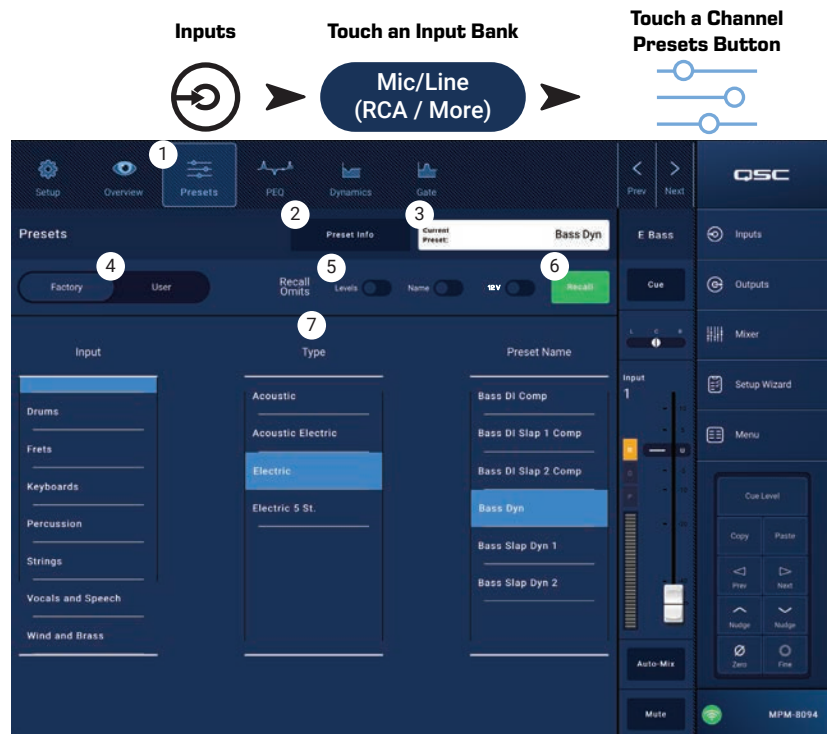 Inputs
Touch an Input Bank
Touch a Channel
Presets Button
Mic/Line
(RCA / More)
1
Setup
Overview
Presets
PEQ
Dynamics
Gate
Prev
Next
QSC
Presets
2
Preset Info
3
Current
Preset:
Bass Dyn
E Bass
Inputs
4
Factory
User
Recall
Omits
5
Levels
Name
12V
6
Recall
Cue
Outputs
7
Input
Type
Preset Name
L C R
Mixer
Acoustic
Bass DI Comp
Input
1
Setup Wizard
Drums
Acoustic Electric
Bass DI Slap 1 Comp
10
5
Menu
Frets
Electric
Bass DI Slap 2 Comp
U
Keyboards
Electric 5 St.
Bass Dyn
Cue Level
Percussion
Bass Slap Dyn 1
Copy
Paste
Strings
Bass Slap Dyn 2
Prev
Next
Vocals and Speech
Nudge
Nudge
Wind and Brass
Auto-Mix
Zero
Fine
Mute
MPM-8094